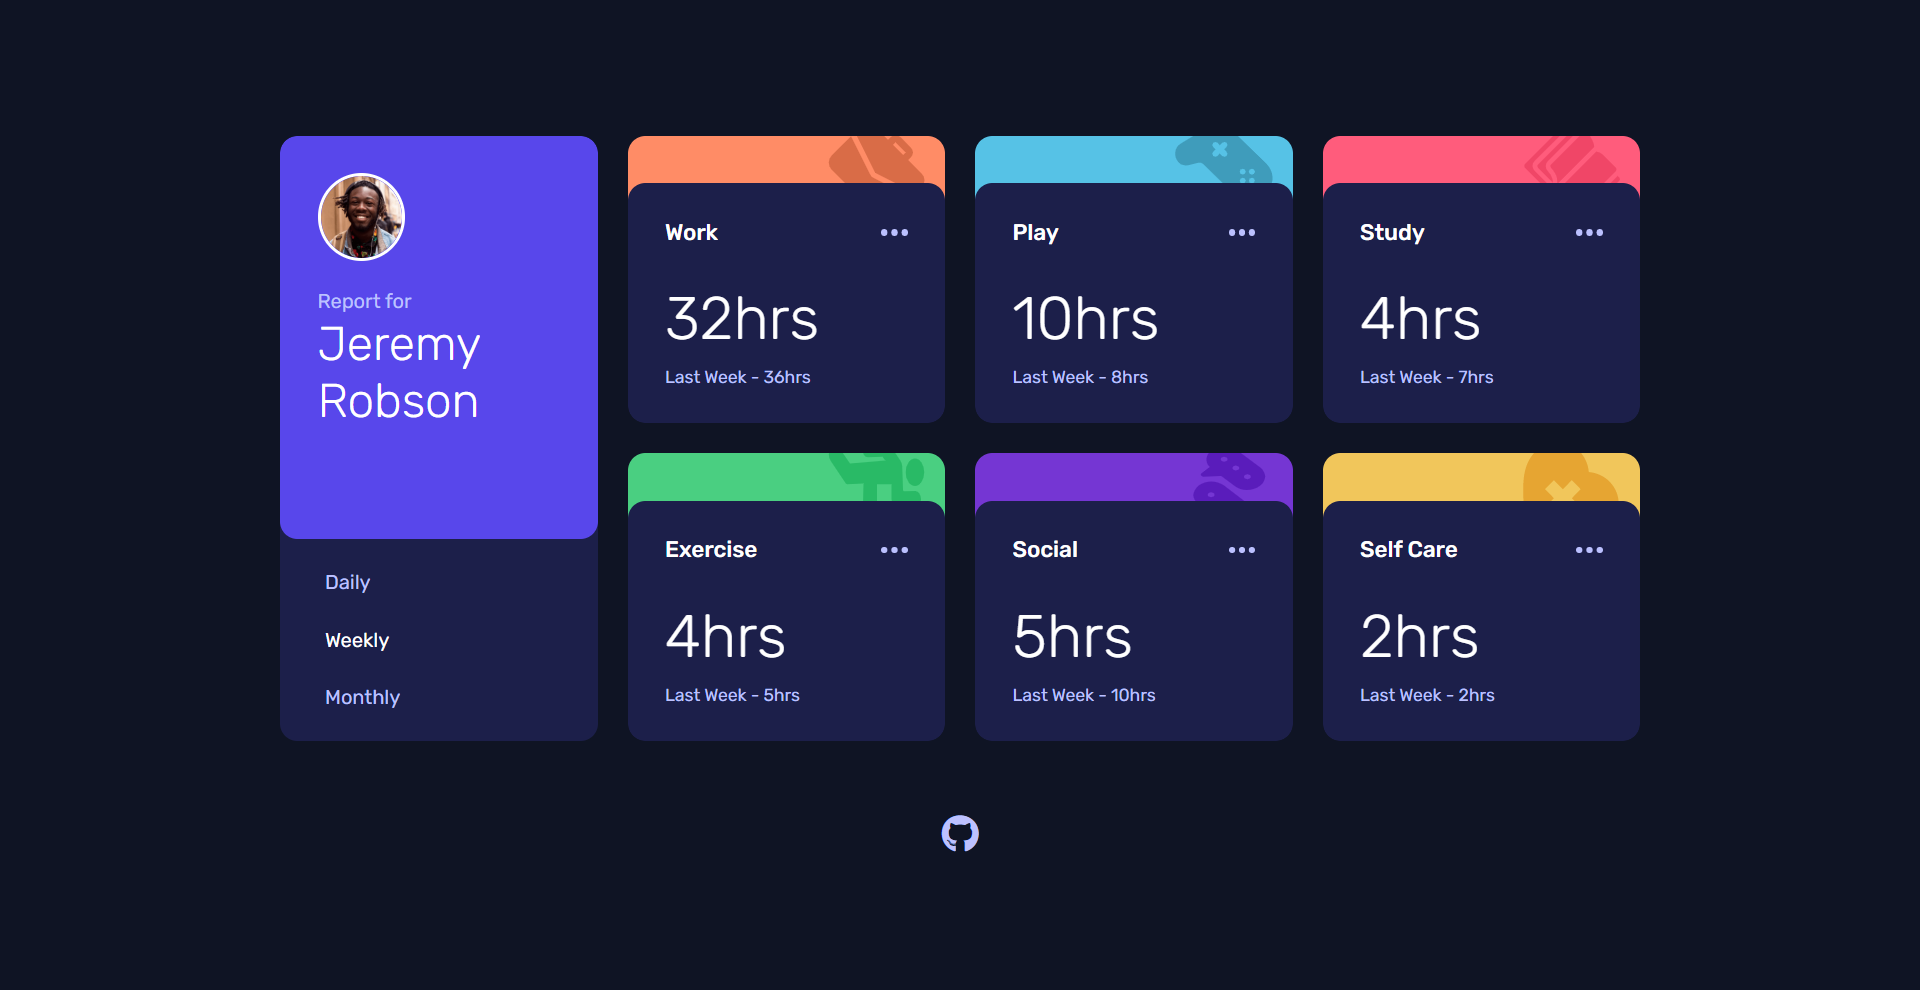 Report for
Jeremy
Robson
Daily
Weekly
Monthly
Work
32hrs
Last Week - 36hrs
Play
10hrs
Last Week - 8hrs
Study
4hrs
Last Week - 7hrs
Exercise
4hrs
Last Week - 5hrs
Social
5hrs
Last Week - 10hrs
Self Care
2hrs
Last Week - 2hrs